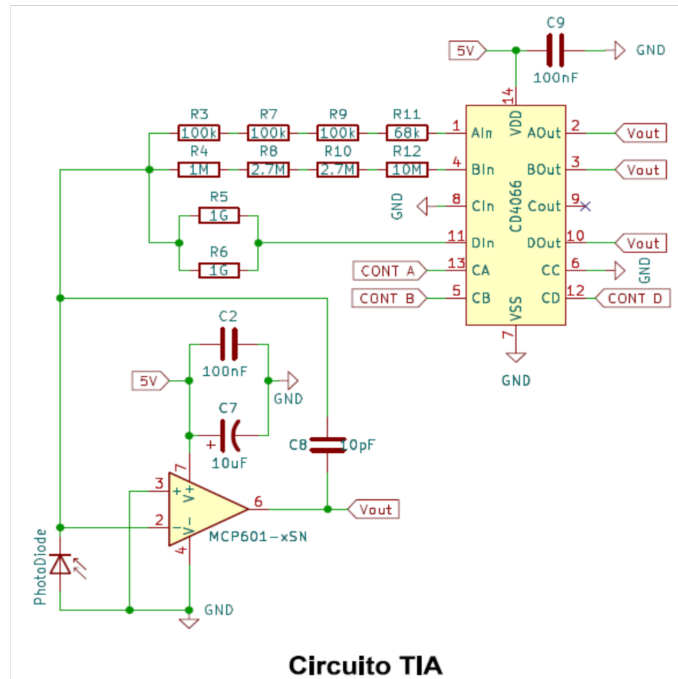 C9
5V
GND
100nF
R3 R7 R9 R11
100k 100k 100k 68k
R4 R8 R10 R12
1M 2.7M 2.7M 10M
R5
1G
R6
1G
14
VDD
1 AIn AOut 2 Vout
4 BIn BOut 3 Vout
GND 8 CIn Cout 9
CD4066
11 DIn DOut 10 Vout
CONT A 13 CA CC 6 GND
CONT B 5 CB CD 12 CONT D
VSS
7
GND
C2
100nF
5V
GND
C7
+
10uF
C8 10pF
7
3 + V+
6 Vout
2 - V-
MCP601-xSN
4
PhotoDiode
GND
Circuito TIA